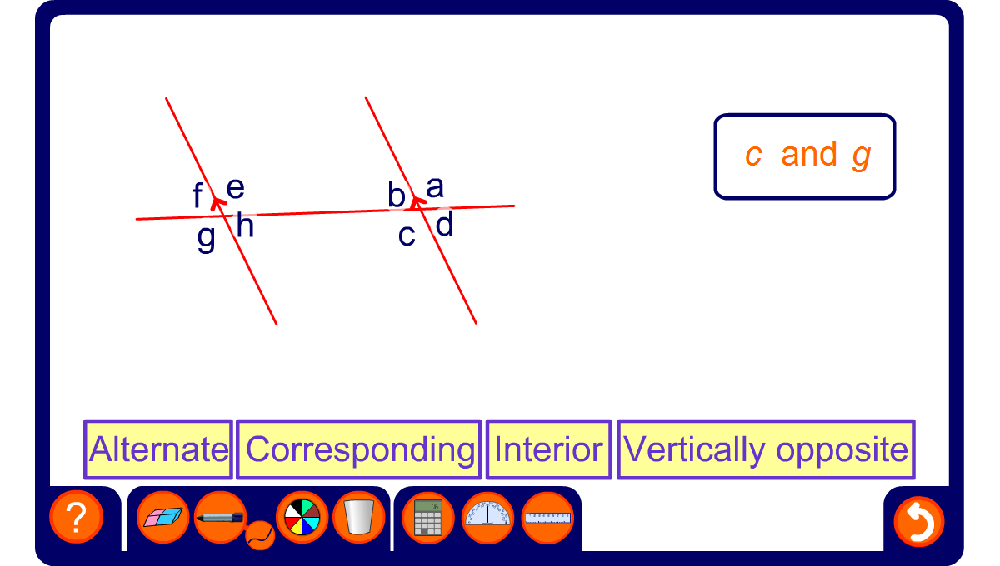 c and g
f e
b a
g h
c d
Alternate Corresponding Interior Vertically opposite
?